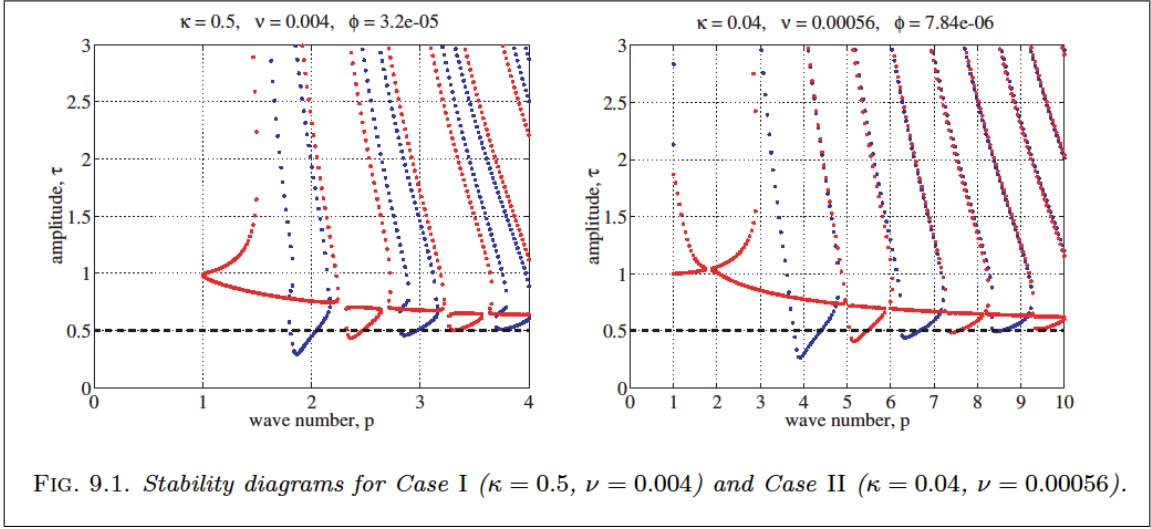 κ = 0.5, ν = 0.004, φ = 3.2e-05
3
2.5
2
1.5
1
0.5
0
amplitude, τ
0 1 2 3 4
wave number, p
κ = 0.04, ν = 0.00056, φ = 7.84e-06
3
2.5
2
1.5
1
0.5
0
amplitude, τ
0 1 2 3 4 5 6 7 8 9 10
wave number, p
FIG. 9.1. Stability diagrams for Case I (κ = 0.5, ν = 0.004) and Case II (κ = 0.04, ν = 0.00056).